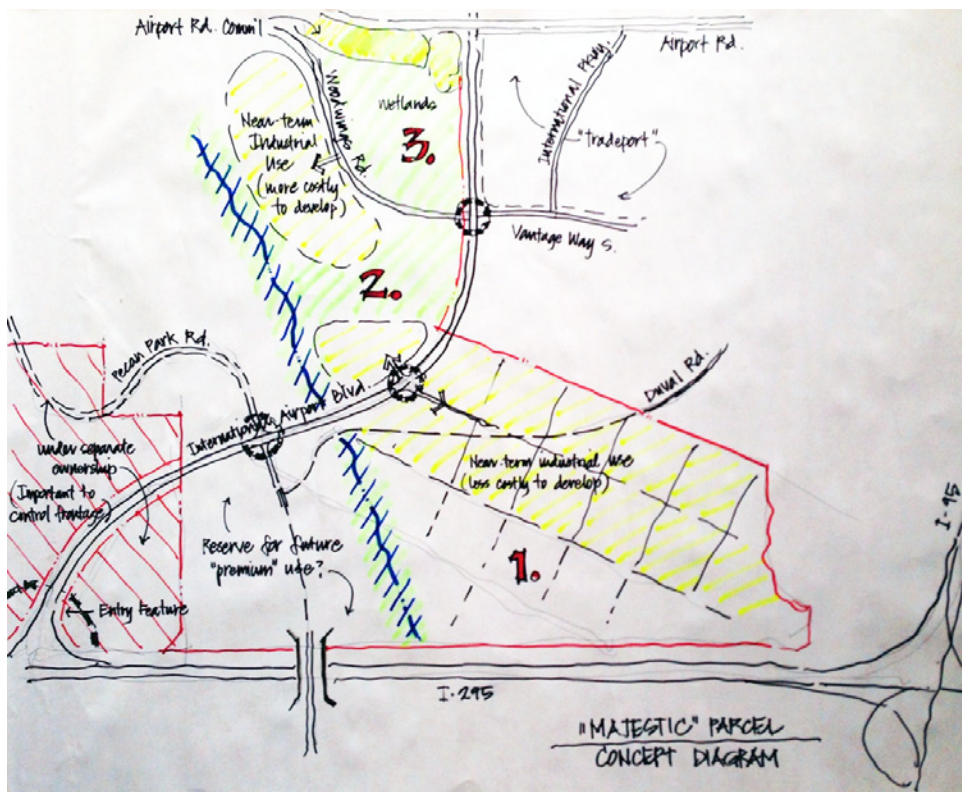 Airport Rd. Comm'l
Airport Rd.
International Pkwy.
Woodwings Rd.
Wetlands
3.
"Tradeport"
Near-term
Industrial
Use
(more costly
to develop)
Vantage Way S.
2.
Pecan Park Rd.
Duval Rd.
International Airport Blvd
under separate
ownership
(Important to
control frontage)
Near-term industrial use
(less costly to develop)
I-95
Reserve for future
"premium" use?
1.
Entry Feature
I-295
"MAJESTIC" PARCEL
CONCEPT DIAGRAM